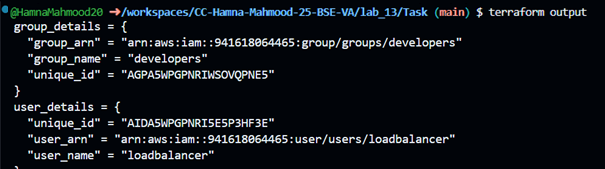 @HamnaMahmood20 ➜/workspaces/CC-Hamna-Mahmood-25-BSE-VA/lab_13/Task (main) $ terraform output
group_details = {
"group_arn" = "arn:aws:iam::941618064465:group/groups/developers"
"group_name" = "developers"
"unique_id" = "AGPA5WPGPNRIWSOVQPNE5"
}
user_details = {
"unique_id" = "AIDA5WPGPNRI5E5P3HF3E"
"user_arn" = "arn:aws:iam::941618064465:user/users/loadbalancer"
"user_name" = "loadbalancer"
}